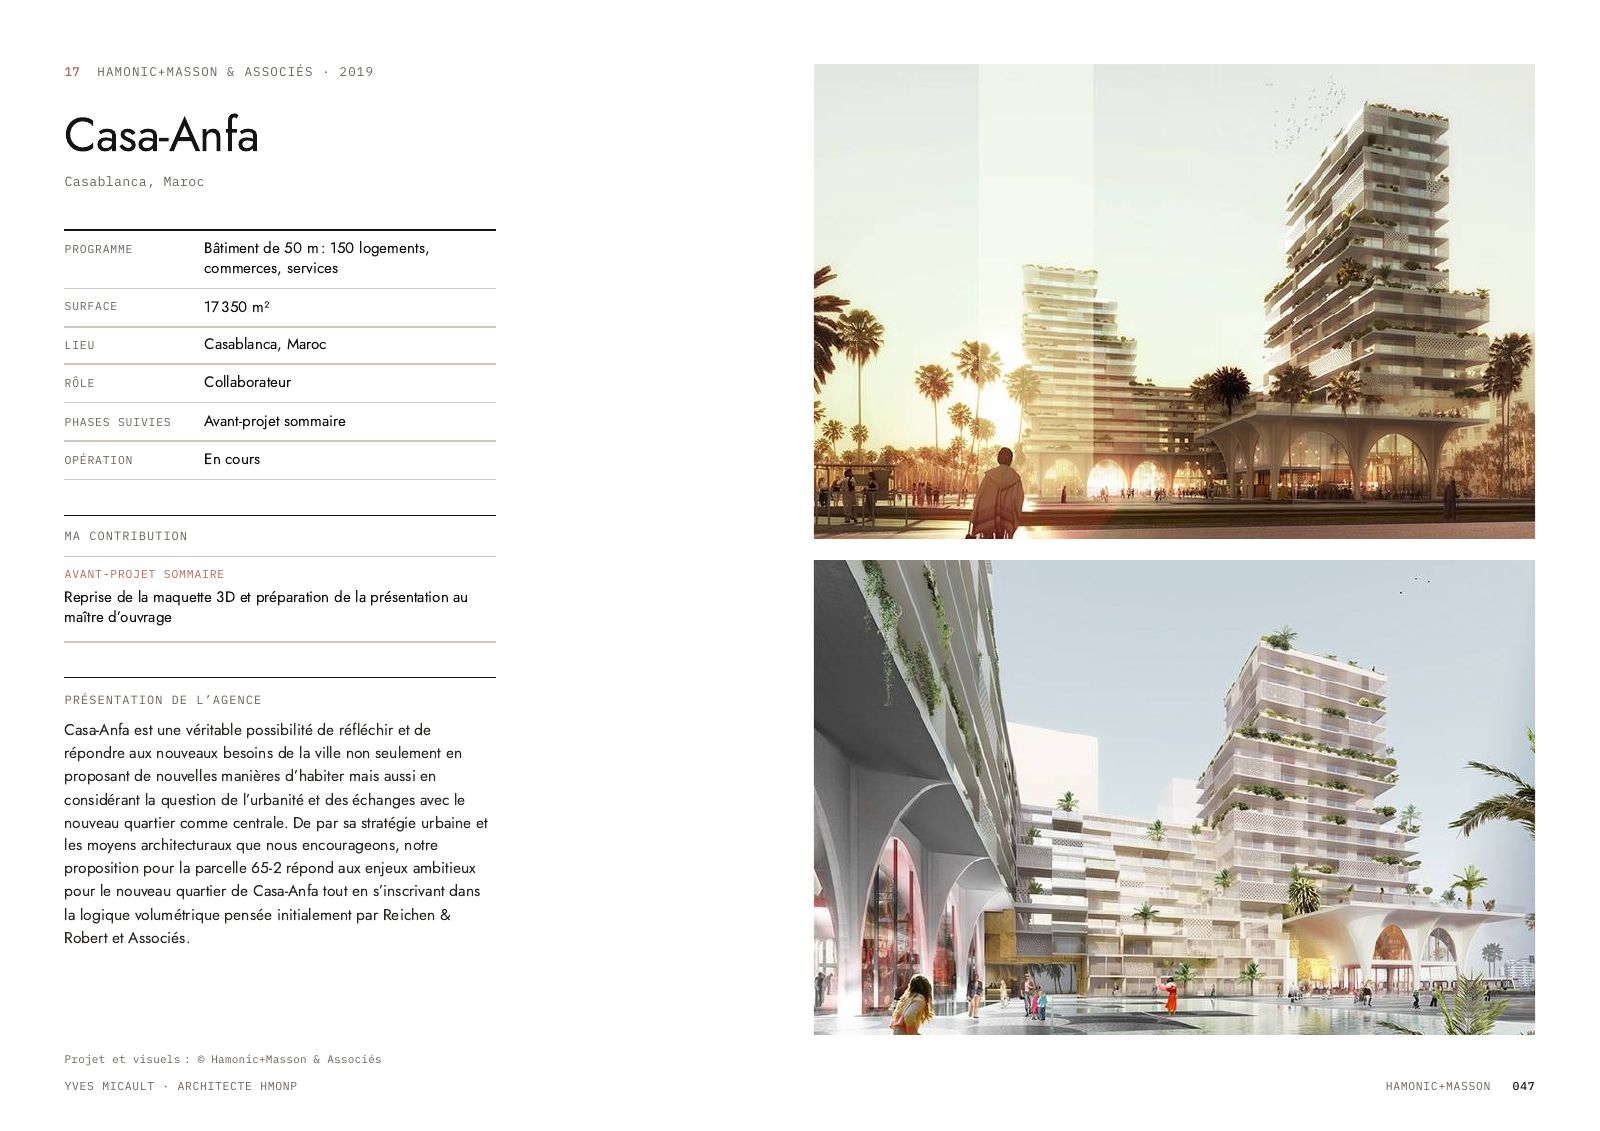 17 HAMONIC+MASSON & ASSOCIÉS · 2019
Casa-Anfa
Casablanca, Maroc
PROGRAMME Bâtiment de 50 m : 150 logements,
commerces, services
SURFACE 17 350 m²
LIEU Casablanca, Maroc
RÔLE Collaborateur
PHASES SUIVIES Avant-projet sommaire
OPÉRATION En cours
MA CONTRIBUTION
AVANT-PROJET SOMMAIRE
Reprise de la maquette 3D et préparation de la présentation au
maître d’ouvrage
PRÉSENTATION DE L’AGENCE
Casa-Anfa est une véritable possibilité de réfléchir et de
répondre aux nouveaux besoins de la ville non seulement en
proposant de nouvelles manières d’habiter mais aussi en
considérant la question de l’urbanité et des échanges avec le
nouveau quartier comme centrale. De par sa stratégie urbaine et
les moyens architecturaux que nous encourageons, notre
proposition pour la parcelle 65-2 répond aux enjeux ambitieux
pour le nouveau quartier de Casa-Anfa tout en s’inscrivant dans
la logique volumétrique pensée initialement par Reichen &
Robert et Associés.
Projet et visuels : © Hamonic+Masson & Associés
YVES MICAULT · ARCHITECTE HMONP
HAMONIC+MASSON 047